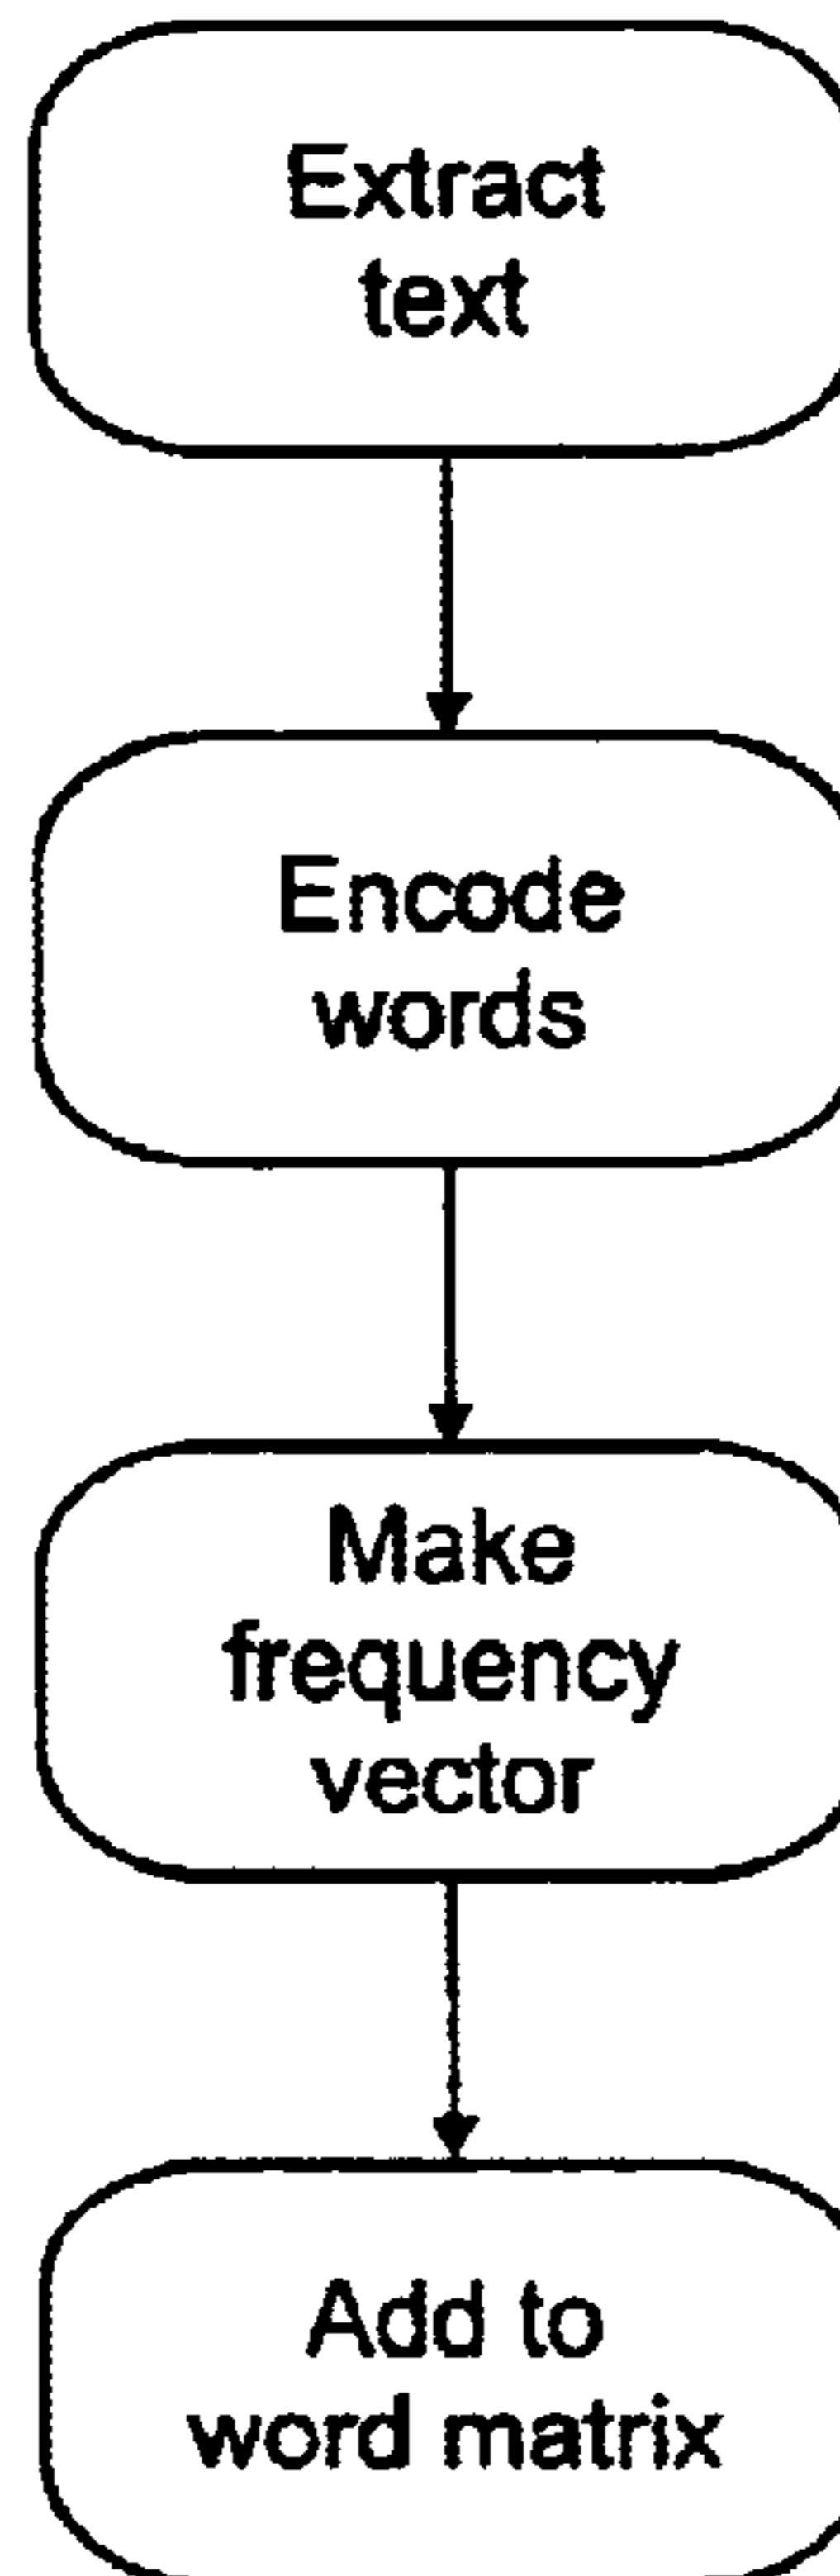 Extract
text
Encode
words
Make
frequency
vector
Add to
word matrix